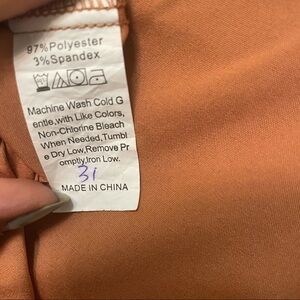 97%Polyester
3%Spandex
Machine Wash Cold G
entle,with Like Colors,
Non-Chlorine Bleach
When Needed,Tumbl
e Dry Low,Remove Pr
omptly,Iron Low.
31
MADE IN CHINA